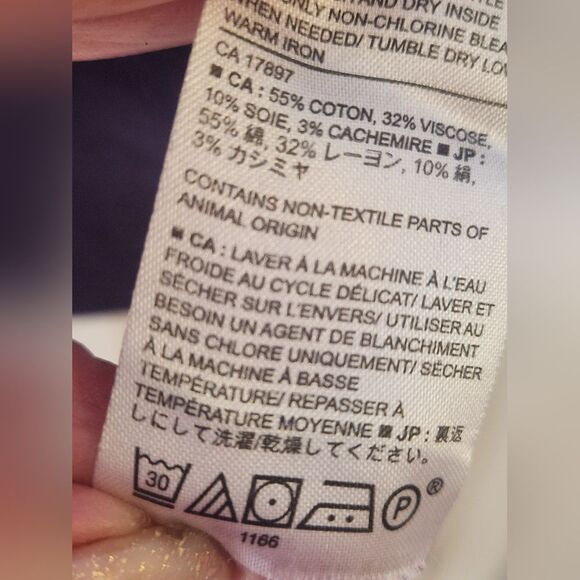 AND DRY INSIDE
ONLY NON-CHLORINE BLEA
WHEN NEEDED/ TUMBLE DRY LOW
WARM IRON
CA 17897
■ CA : 55% COTON, 32% VISCOSE,
10% SOIE, 3% CACHEMIRE ■ JP :
55% 綿, 32% レーヨン, 10% 絹,
3% カシミヤ
CONTAINS NON-TEXTILE PARTS OF
ANIMAL ORIGIN
■ CA : LAVER À LA MACHINE À L'EAU
FROIDE AU CYCLE DÉLICAT/ LAVER ET
SÉCHER SUR L'ENVERS/ UTILISER AU
BESOIN UN AGENT DE BLANCHIMENT
SANS CHLORE UNIQUEMENT/ SÉCHER
À LA MACHINE À BASSE
TEMPÉRATURE/ REPASSER À
TEMPÉRATURE MOYENNE ■ JP : 裏返
しにして洗濯/乾燥してください。
30 P ®
1166